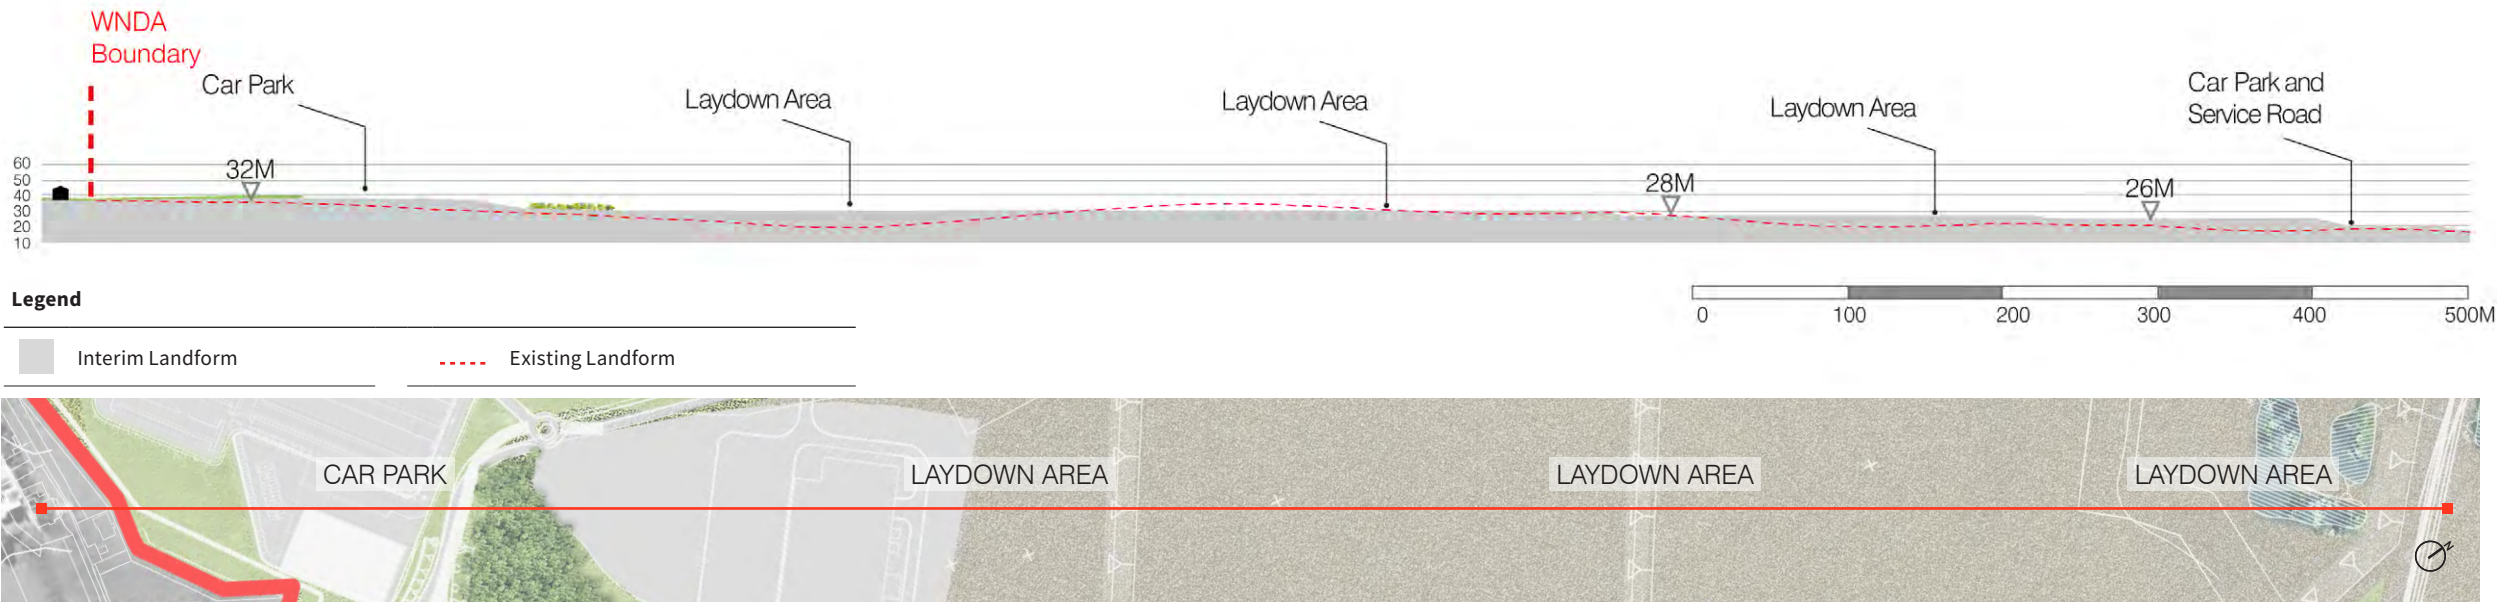 WNDA
Boundary
Car Park
Laydown Area
Laydown Area
Laydown Area
Car Park and
Service Road
60
50
40
30
20
10
32M
28M
26M
0 100 200 300 400 500M
Legend
Interim Landform
Existing Landform
CAR PARK
LAYDOWN AREA
LAYDOWN AREA
LAYDOWN AREA
N